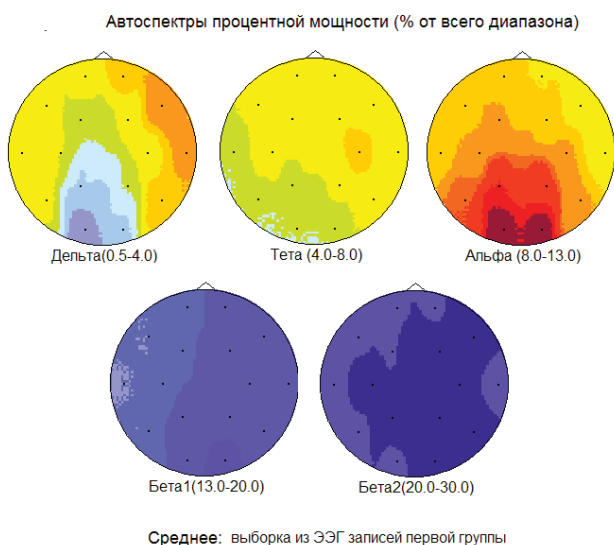 Автоспектры процентной мощности (% от всего диапазона)
Дельта(0.5-4.0)
Тета (4.0-8.0)
Альфа (8.0-13.0)
Бета1(13.0-20.0)
Бета2(20.0-30.0)
Среднее: выборка из ЭЭГ записей первой группы